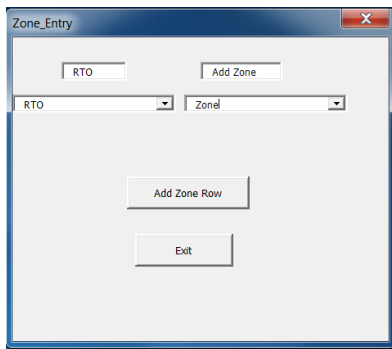 Zone_Entry
RTO Add Zone
RTO Zone
Add Zone Row
Exit